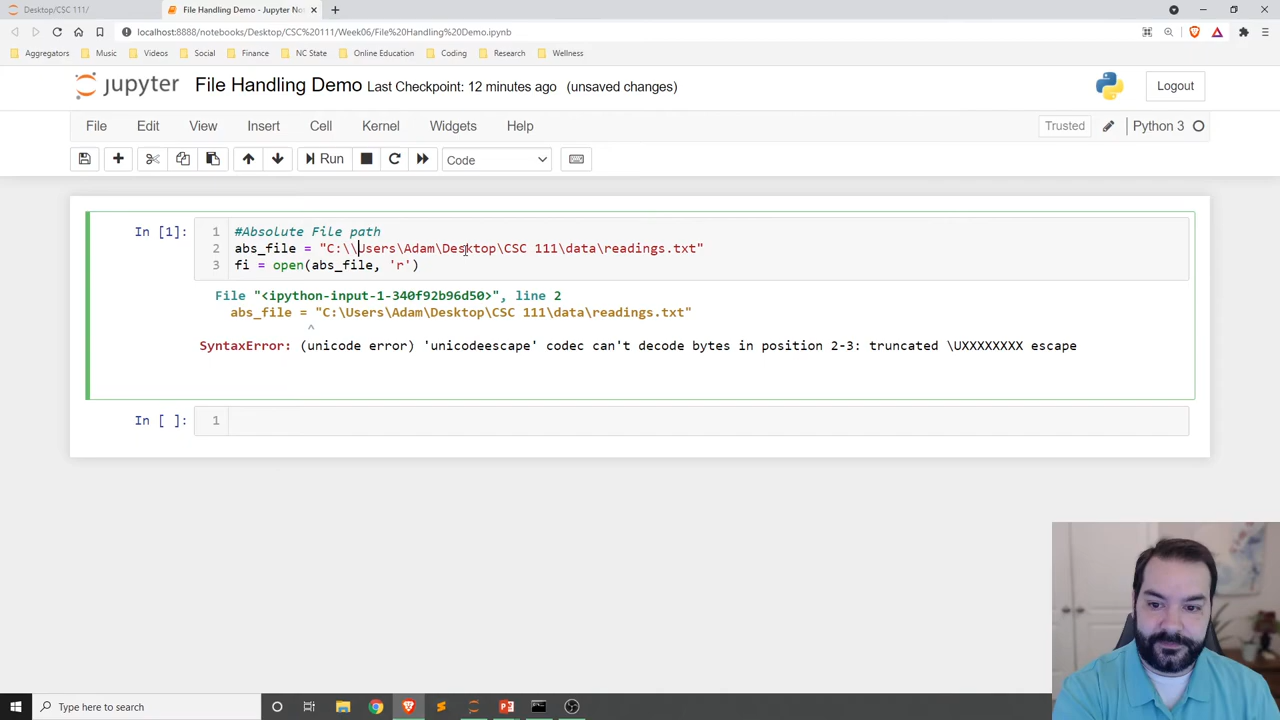 Desktop/CSC 111/
File Handling Demo - Jupyter No
localhost:8888/notebooks/Desktop/CSC%20111/Week06/File%20Handling%20Demo.ipynb
Aggregators Music Videos Social Finance NC State Online Education Coding Research Wellness
jupyter File Handling Demo Last Checkpoint: 12 minutes ago (unsaved changes) Logout
File Edit View Insert Cell Kernel Widgets Help Trusted Python 3
Run Code
In [1]: 1 #Absolute File path
2 abs_file = "C:\\Users\Adam\Desktop\CSC 111\data\readings.txt"
3 fi = open(abs_file, 'r')
File "<ipython-input-1-340f92b96d50>", line 2
abs_file = "C:\Users\Adam\Desktop\CSC 111\data\readings.txt"
^
SyntaxError: (unicode error) 'unicodeescape' codec can't decode bytes in position 2-3: truncated \UXXXXXXXX escape
In [ ]: 1
Type here to search